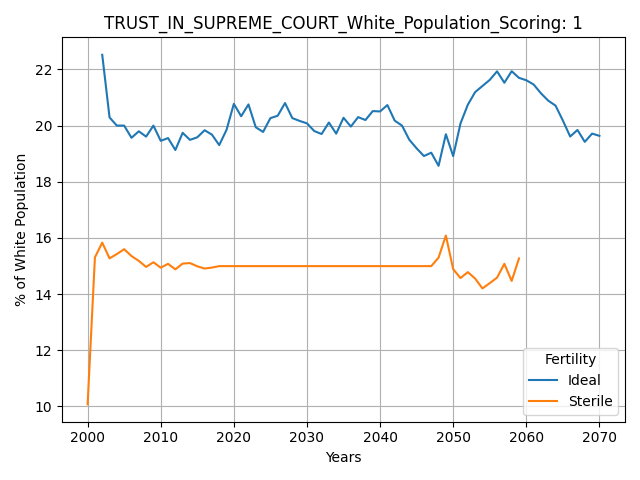 TRUST_IN_SUPREME_COURT_White_Population_Scoring: 1
% of White Population
22
20
18
16
14
12
10
2000 2010 2020 2030 2040 2050 2060 2070
Years
Fertility
Ideal
Sterile